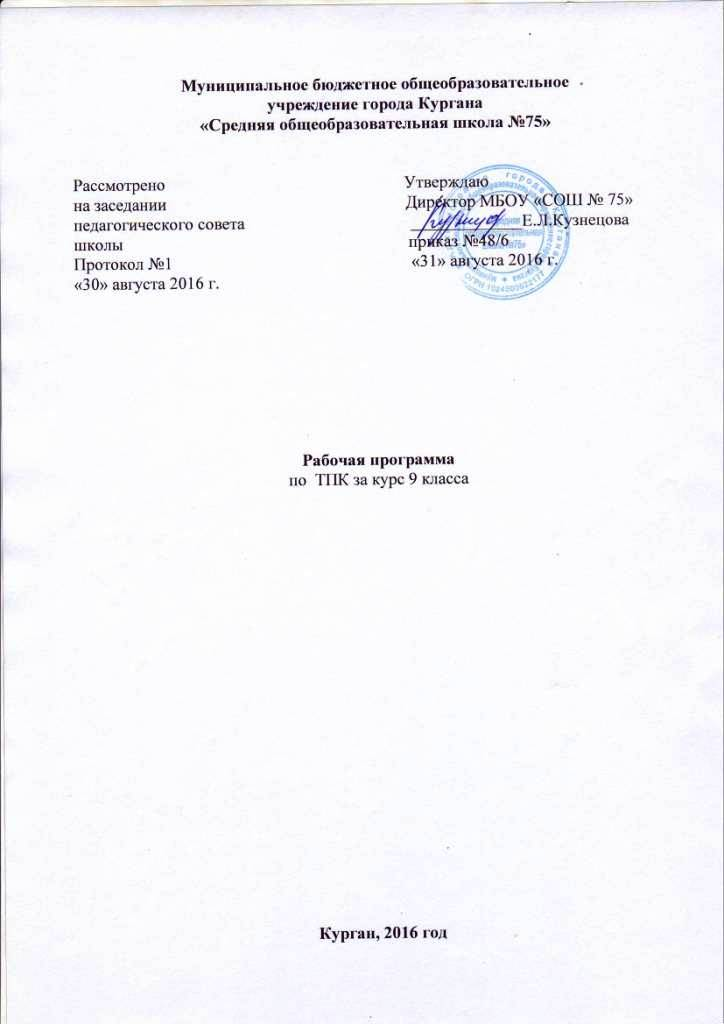 Муниципальное бюджетное общеобразовательное
учреждение города Кургана
«Средняя общеобразовательная школа №75»
Рассмотрено
на заседании
педагогического совета
школы
Протокол №1
«30» августа 2016 г.
Утверждаю
Директор МБОУ «СОШ № 75»
Е.Л.Кузнецова
приказ №48/6
«31» августа 2016 г.
города Кургана
Рабочая программа
по ТПК за курс 9 класса
Курган, 2016 год